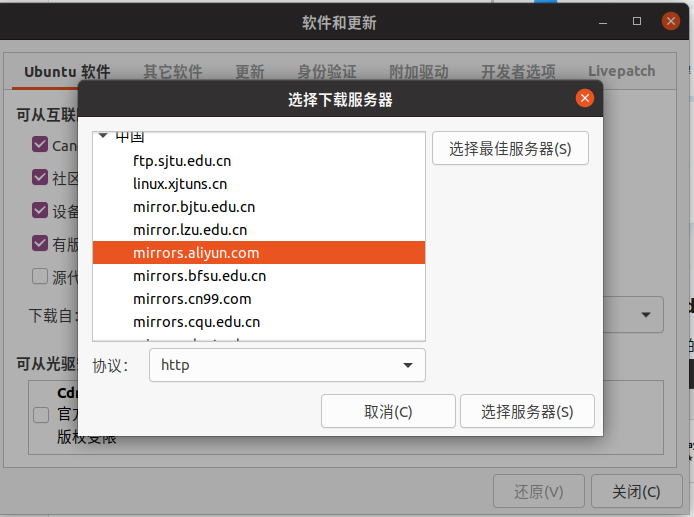 软件和更新
Ubuntu 软件 其它软件 更新 身份验证 附加驱动 开发者选项 Livepatch
选择下载服务器
可从互联
Can
社区
设备
有版
源代
下载自:
中国
ftp.sjtu.edu.cn
linux.xjtuns.cn
mirror.bjtu.edu.cn
mirror.lzu.edu.cn
mirrors.aliyun.com
mirrors.bfsu.edu.cn
mirrors.cn99.com
mirrors.cqu.edu.cn
选择最佳服务器(S)
协议: http
取消(C) 选择服务器(S)
可从光驱
Cdr
官方
版权受限
还原(V) 关闭(C)